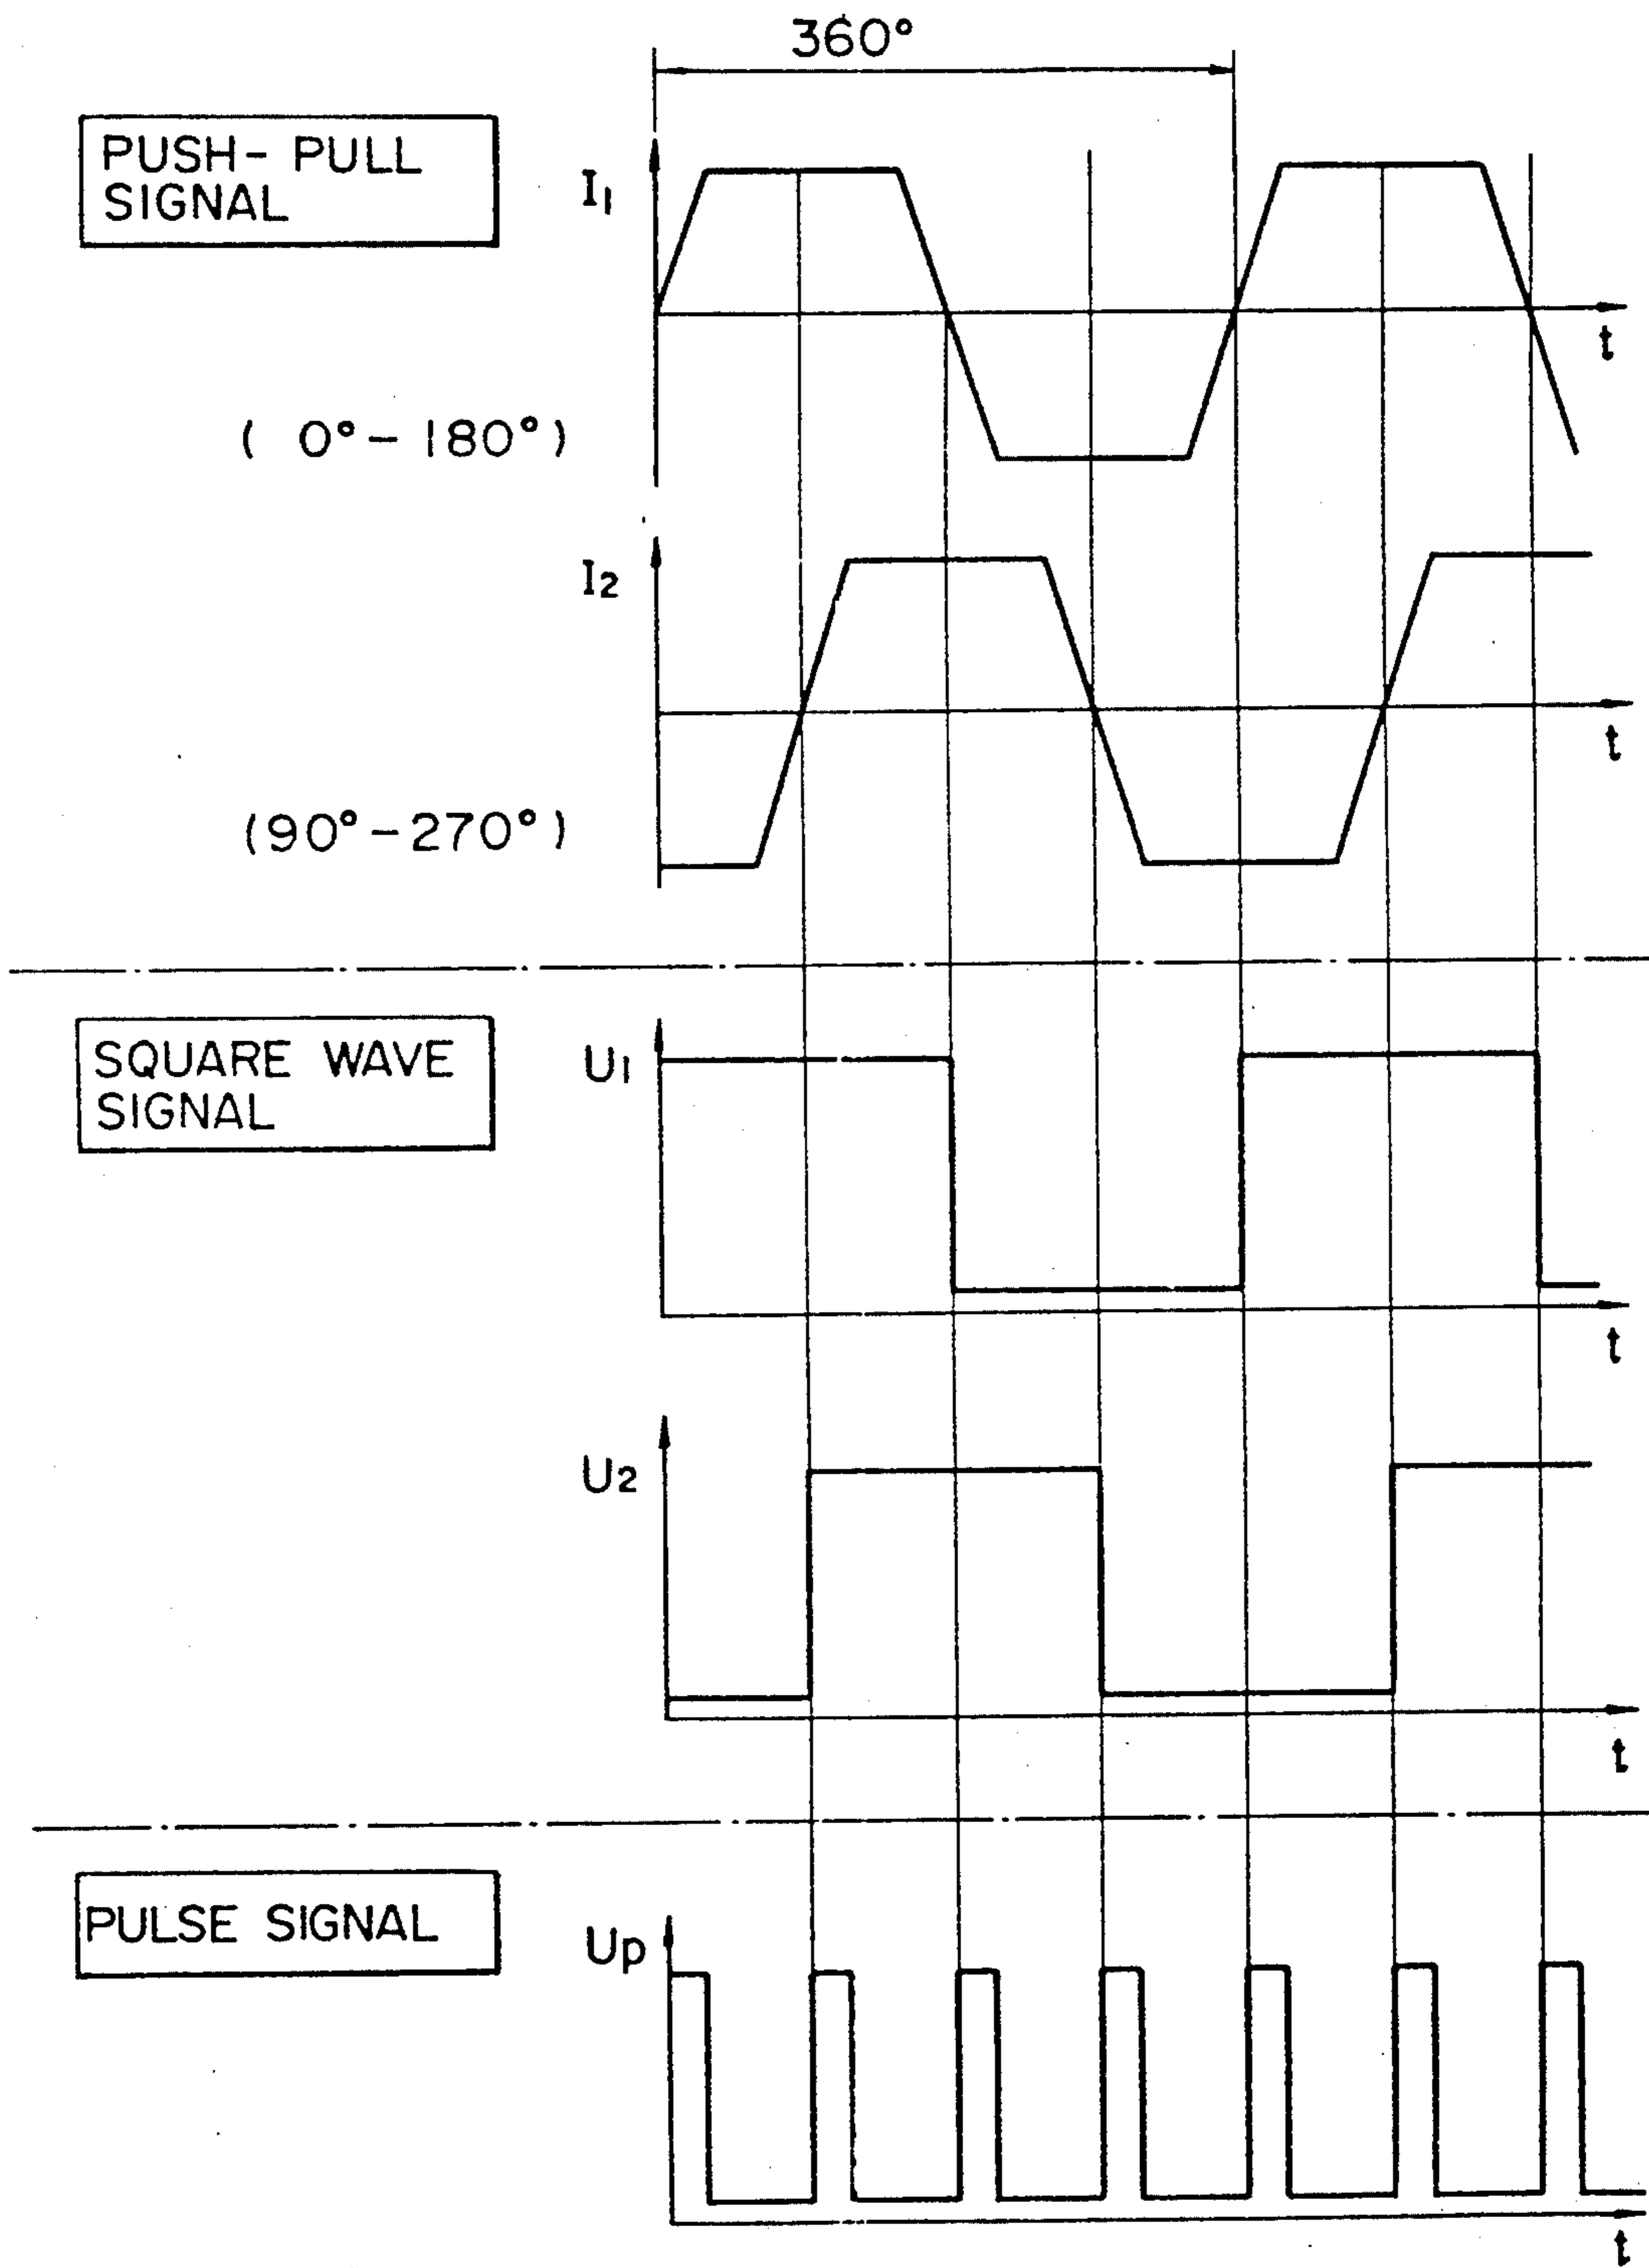 360°
PUSH- PULL
SIGNAL
I1
t
( 0°-180°)
I2
t
(90°-270°)
SQUARE WAVE
SIGNAL
U1
t
U2
t
PULSE SIGNAL
Up
t